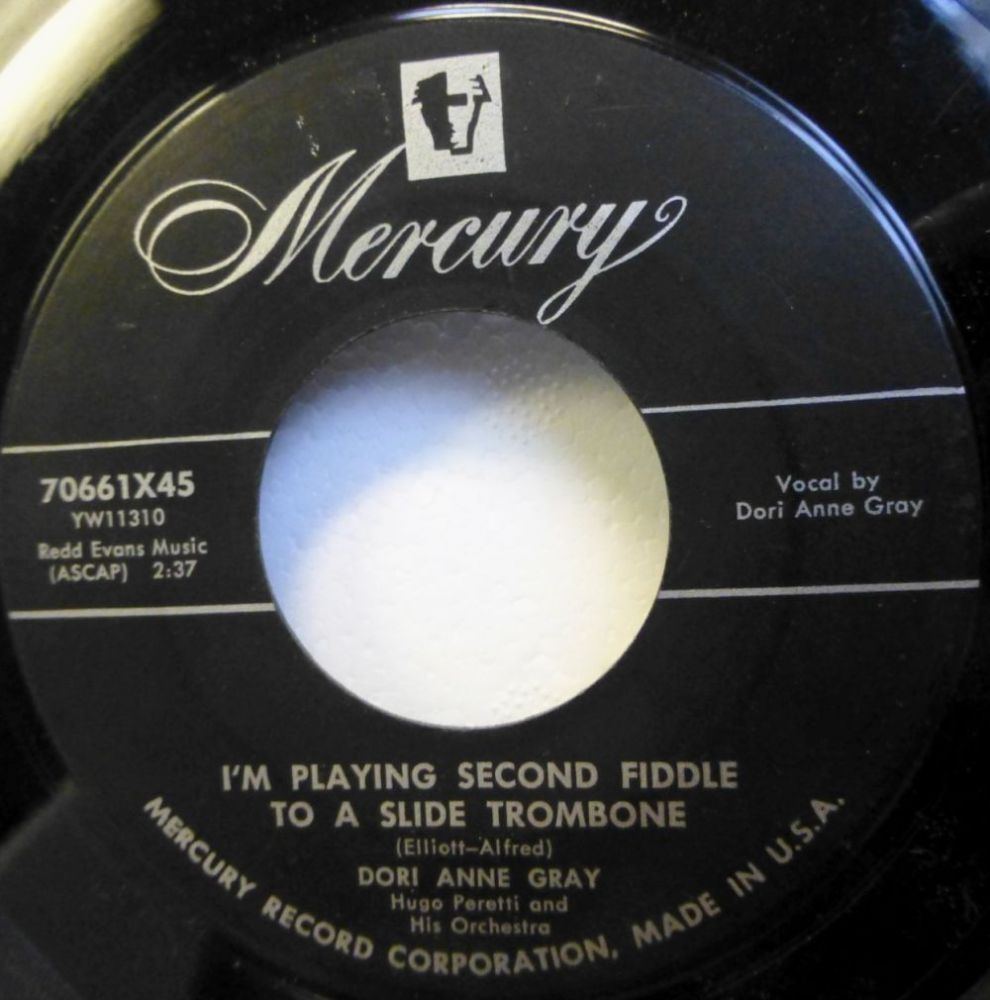 Mercury
70661X45
YW11310
Redd Evans Music
(ASCAP) 2:37
Vocal by
Dori Anne Gray
I'M PLAYING SECOND FIDDLE
TO A SLIDE TROMBONE
(Elliott-Alfred)
DORI ANNE GRAY
Hugo Peretti and
His Orchestra
MERCURY RECORD CORPORATION, MADE IN U.S.A.